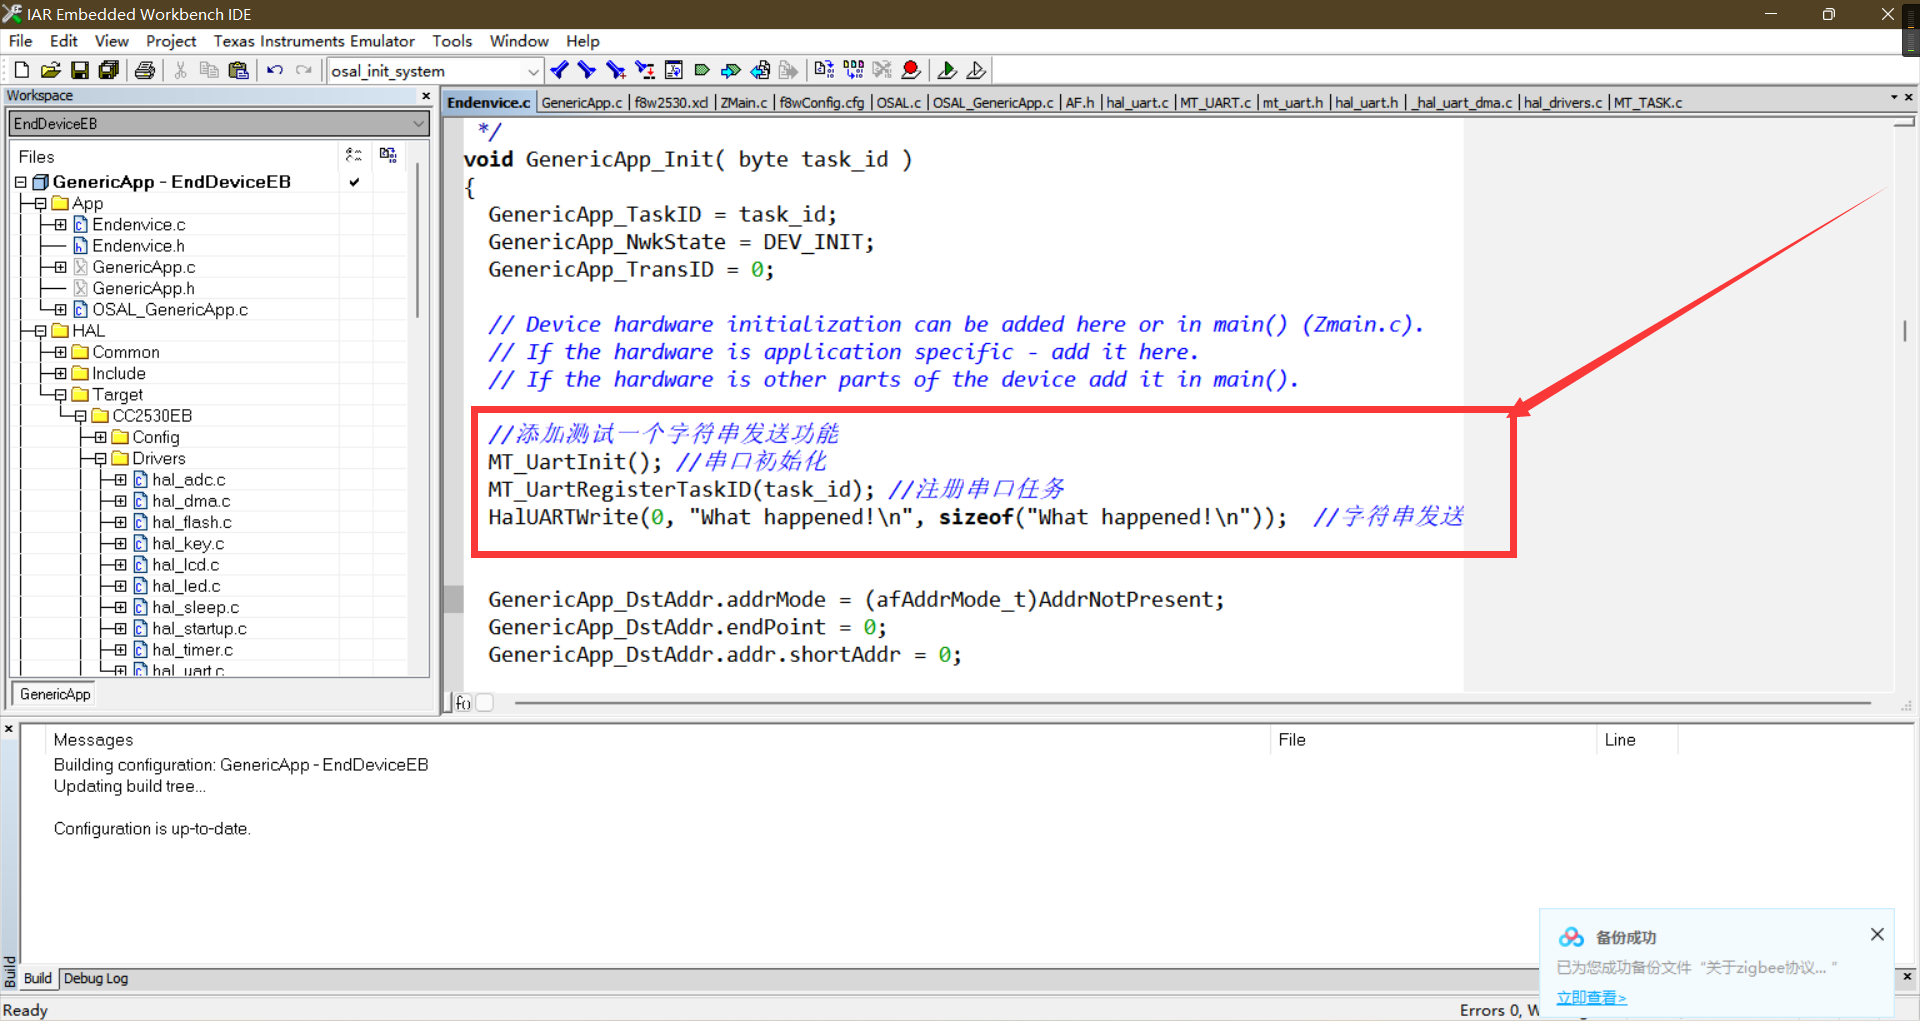 IAR Embedded Workbench IDE
File Edit View Project Texas Instruments Emulator Tools Window Help
osal_init_system
Workspace
EndDeviceEB
Files
GenericApp - EndDeviceEB
App
Endenvice.c
Endenvice.h
GenericApp.c
GenericApp.h
OSAL_GenericApp.c
HAL
Common
Include
Target
CC2530EB
Config
Drivers
hal_adc.c
hal_dma.c
hal_flash.c
hal_key.c
hal_lcd.c
hal_led.c
hal_sleep.c
hal_startup.c
hal_timer.c
hal_uart.c
GenericApp
Endenvice.c GenericApp.c f8w2530.xcl ZMain.c f8wConfig.cfg OSAL.c OSAL_GenericApp.c AF.h hal_uart.c MT_UART.c mt_uart.h hal_uart.h _hal_uart_dma.c hal_drivers.c MT_TASK.c
*/
void GenericApp_Init( byte task_id )
{
GenericApp_TaskID = task_id;
GenericApp_NwkState = DEV_INIT;
GenericApp_TransID = 0;
// Device hardware initialization can be added here or in main() (Zmain.c).
// If the hardware is application specific - add it here.
// If the hardware is other parts of the device add it in main().
//添加测试一个字符串发送功能
MT_UartInit(); //串口初始化
MT_UartRegisterTaskID(task_id); //注册串口任务
HalUARTWrite(0, "What happened!\n", sizeof("What happened!\n")); //字符串发送
GenericApp_DstAddr.addrMode = (afAddrMode_t)AddrNotPresent;
GenericApp_DstAddr.endPoint = 0;
GenericApp_DstAddr.addr.shortAddr = 0;
f()
Messages File Line
Building configuration: GenericApp - EndDeviceEB
Updating build tree...
Configuration is up-to-date.
Build
Build Debug Log
Ready
Errors 0, W
备份成功
已为您成功备份文件 “关于zigbee协议... ”
立即查看>